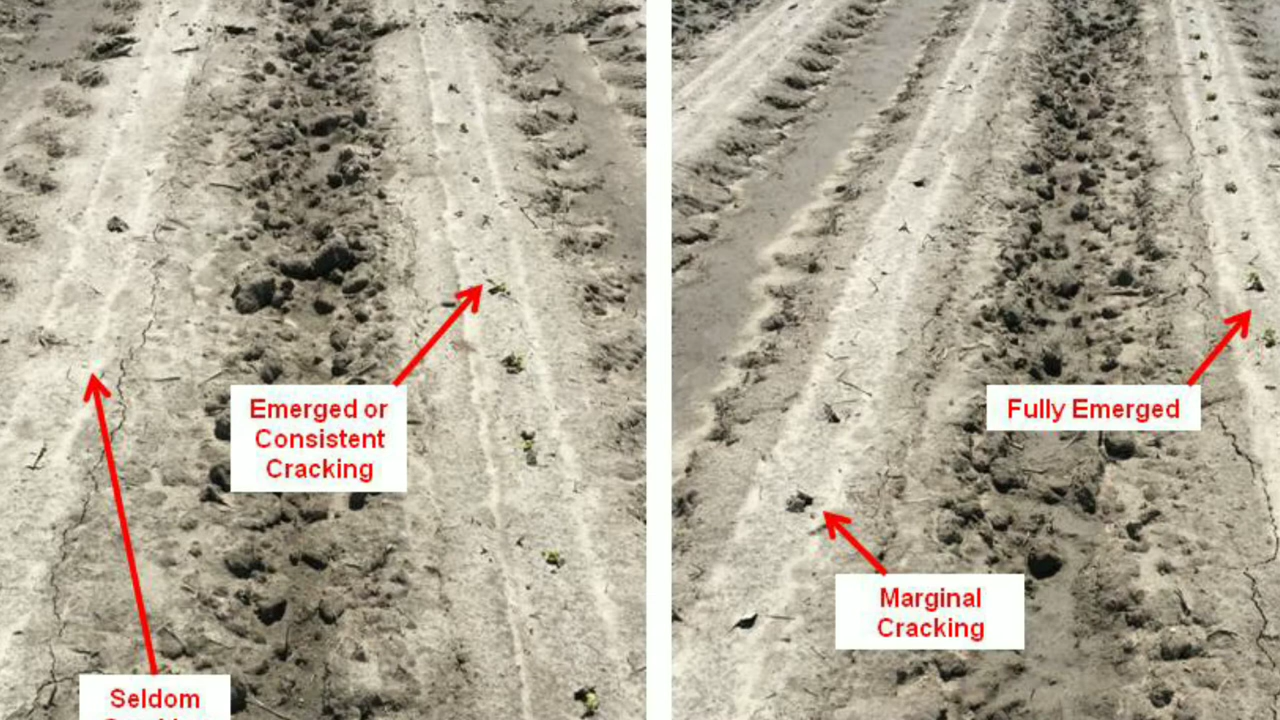 Emerged or
Consistent
Cracking
Seldom
Fully Emerged
Marginal
Cracking